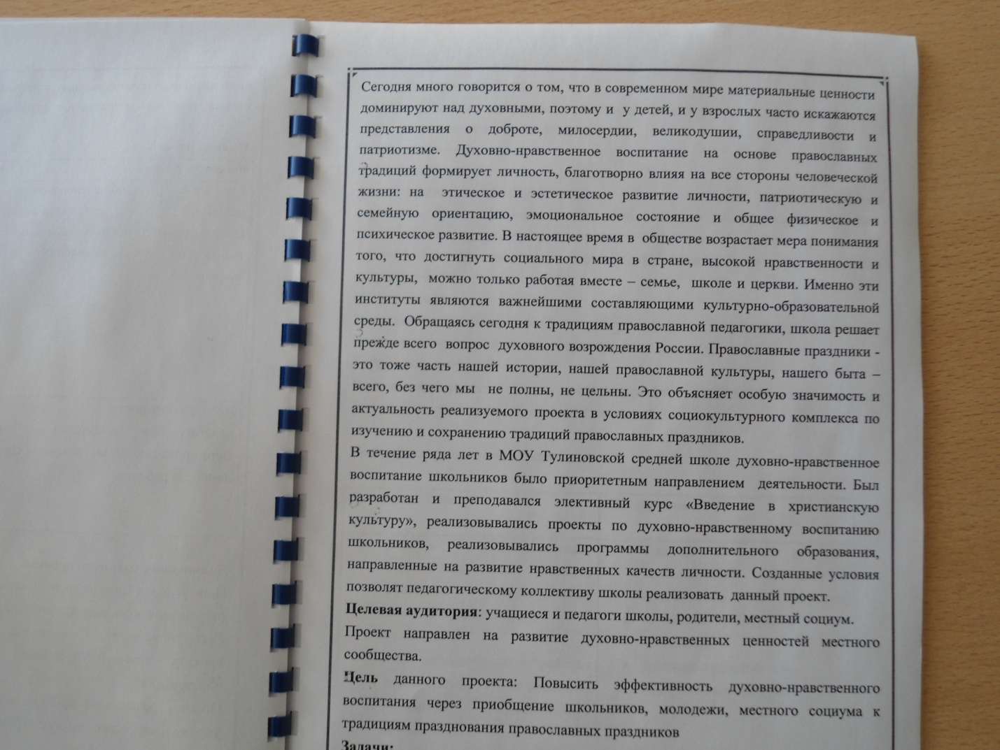 Сегодня много говорится о том, что в современном мире материальные ценности
доминируют над духовными, поэтому и у детей, и у взрослых часто искажаются
представления о доброте, милосердии, великодушии, справедливости и
патриотизме. Духовно-нравственное воспитание на основе православных
традиций формирует личность, благотворно влияя на все стороны человеческой
жизни: на этическое и эстетическое развитие личности, патриотическую и
семейную ориентацию, эмоциональное состояние и общее физическое и
психическое развитие. В настоящее время в обществе возрастает мера понимания
того, что достигнуть социального мира в стране, высокой нравственности и
культуры, можно только работая вместе – семье, школе и церкви. Именно эти
институты являются важнейшими составляющими культурно-образовательной
среды. Обращаясь сегодня к традициям православной педагогики, школа решает
прежде всего вопрос духовного возрождения России. Православные праздники -
это тоже часть нашей истории, нашей православной культуры, нашего быта –
всего, без чего мы не полны, не цельны. Это объясняет особую значимость и
актуальность реализуемого проекта в условиях социокультурного комплекса по
изучению и сохранению традиций православных праздников.
В течение ряда лет в МОУ Тулиновской средней школе духовно-нравственное
воспитание школьников было приоритетным направлением деятельности. Был
разработан и преподавался элективный курс «Введение в христианскую
культуру», реализовывались проекты по духовно-нравственному воспитанию
школьников, реализовывались программы дополнительного образования,
направленные на развитие нравственных качеств личности. Созданные условия
позволят педагогическому коллективу школы реализовать данный проект.
Целевая аудитория: учащиеся и педагоги школы, родители, местный социум.
Проект направлен на развитие духовно-нравственных ценностей местного
сообщества.
Цель данного проекта: Повысить эффективность духовно-нравственного
воспитания через приобщение школьников, молодежи, местного социума к
традициям празднования православных праздников
Задачи: